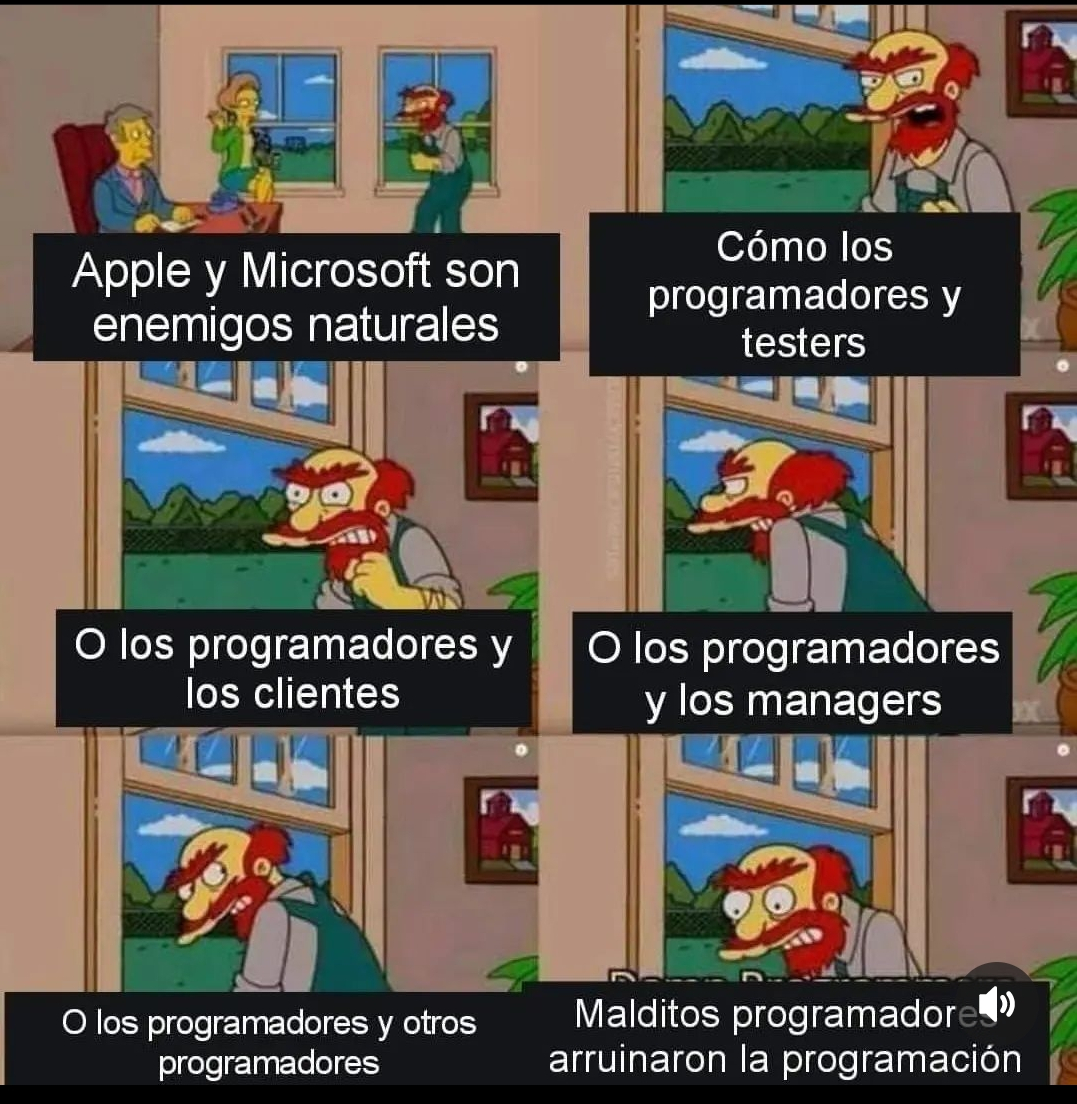 Apple y Microsoft son
enemigos naturales
Cómo los
programadores y
testers
O los programadores y
los clientes
O los programadores
y los managers
O los programadores y otros
programadores
Malditos programadores
arruinaron la programación